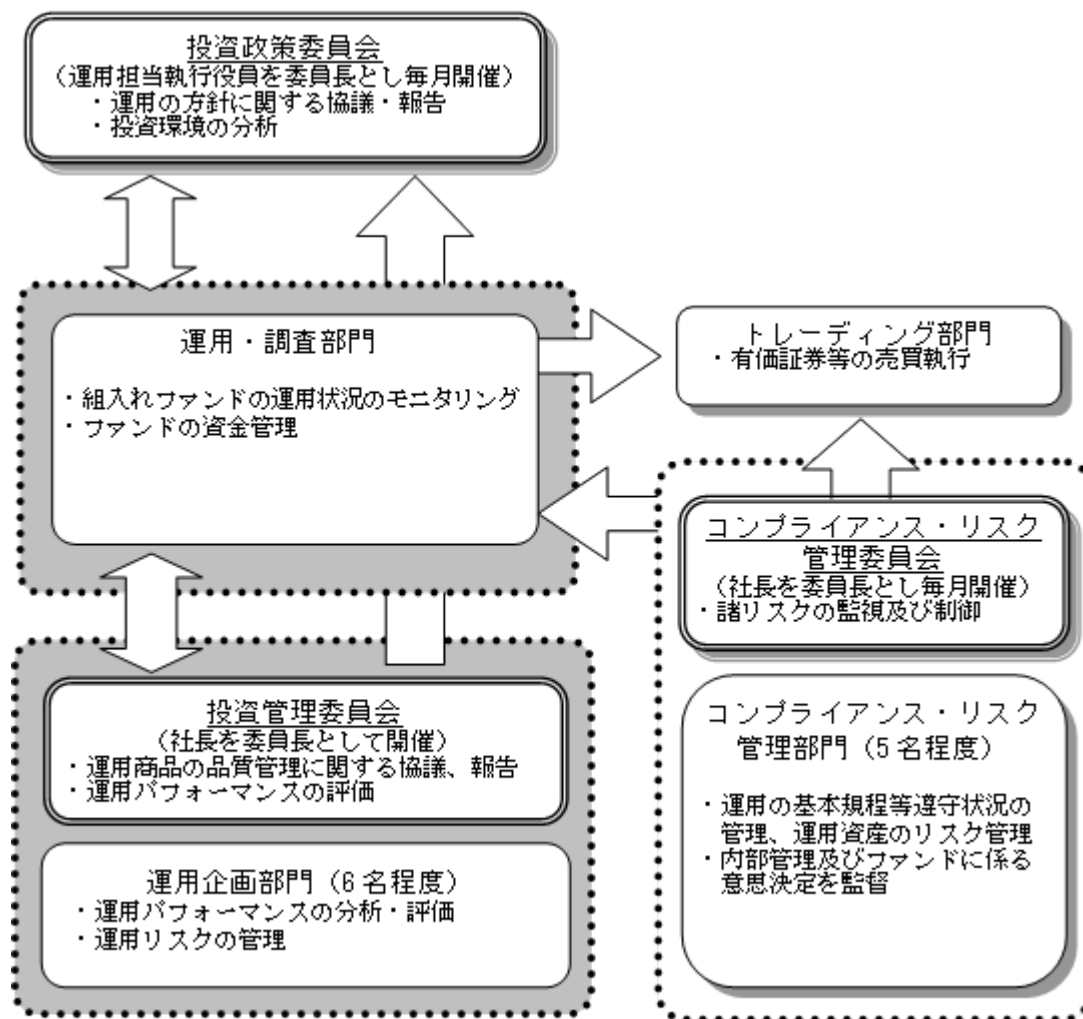 投資政策委員会
(運用担当執行役員を委員長とし毎月開催)
・運用の方針に関する協議・報告
・投資環境の分析
運用・調査部門
・組入れファンドの運用状況のモニタリング
・ファンドの資金管理
トレーディング部門
・有価証券等の売買執行
コンプライアンス・リスク
管理委員会
(社長を委員長とし毎月開催)
・諸リスクの監視及び制御
投資管理委員会
(社長を委員長として開催)
・運用商品の品質管理に関する協議、報告
・運用パフォーマンスの評価
運用企画部門(6名程度)
・運用パフォーマンスの分析・評価
・運用リスクの管理
コンプライアンス・リスク
管理部門(5名程度)
・運用の基本規程等遵守状況の
管理、運用資産のリスク管理
・内部管理及びファンドに係る
意思決定を監督